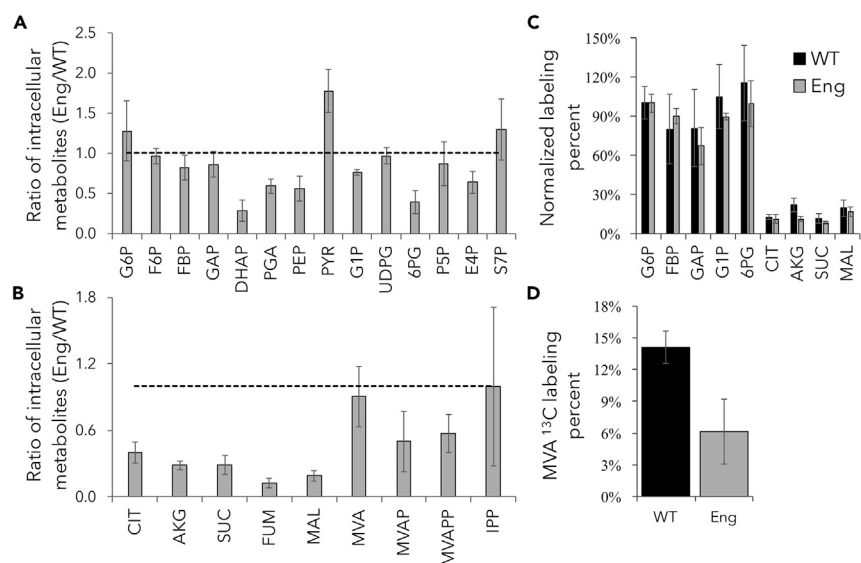 A
Ratio of intracellular
metabolites (Eng/WT)
2.5
2.0
1.5
1.0
0.5
0.0
G6P
F6P
FBP
GAP
DHAP
PGA
PEP
PYR
G1P
UDPG
6PG
P5P
E4P
S7P
B
Ratio of intracellular
metabolites (Eng/WT)
1.8
1.2
0.6
0.0
CIT
AKG
SUC
FUM
MAL
MVA
MVAP
MVAPP
IPP
C
Normalized labeling
percent
150%
120%
90%
60%
30%
0%
WT
Eng
G6P
FBP
GAP
G1P
6PG
CIT
AKG
SUC
MAL
D
MVA ¹³C labeling
percent
18%
15%
12%
9%
6%
3%
0%
WT
Eng